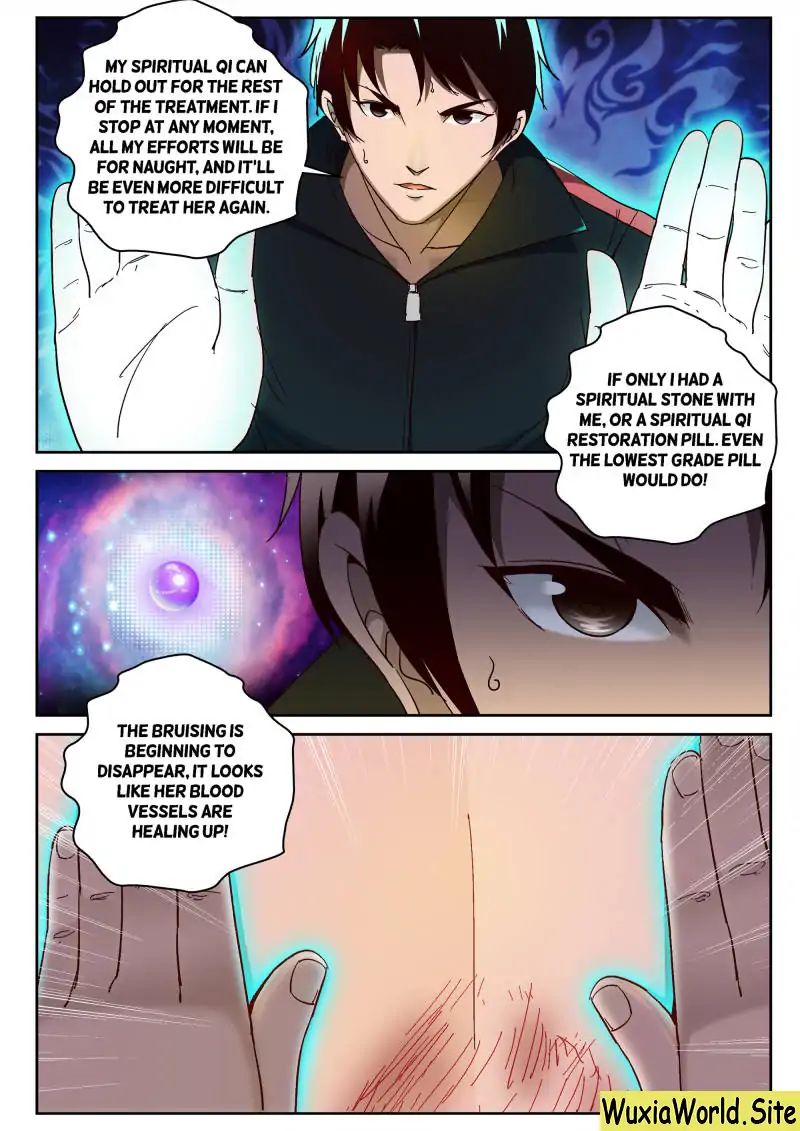 MY SPIRITUAL QI CAN
HOLD OUT FOR THE REST
OF THE TREATMENT. IF I
STOP AT ANY MOMENT,
ALL MY EFFORTS WILL BE
FOR NAUGHT, AND IT'LL
BE EVEN MORE DIFFICULT
TO TREAT HER AGAIN.
IF ONLY I HAD A
SPIRITUAL STONE WITH
ME, OR A SPIRITUAL QI
RESTORATION PILL. EVEN
THE LOWEST GRADE PILL
WOULD DO!
THE BRUISING IS
BEGINNING TO
DISAPPEAR, IT LOOKS
LIKE HER BLOOD
VESSELS ARE
HEALING UP!
WuxiaWorld.Site